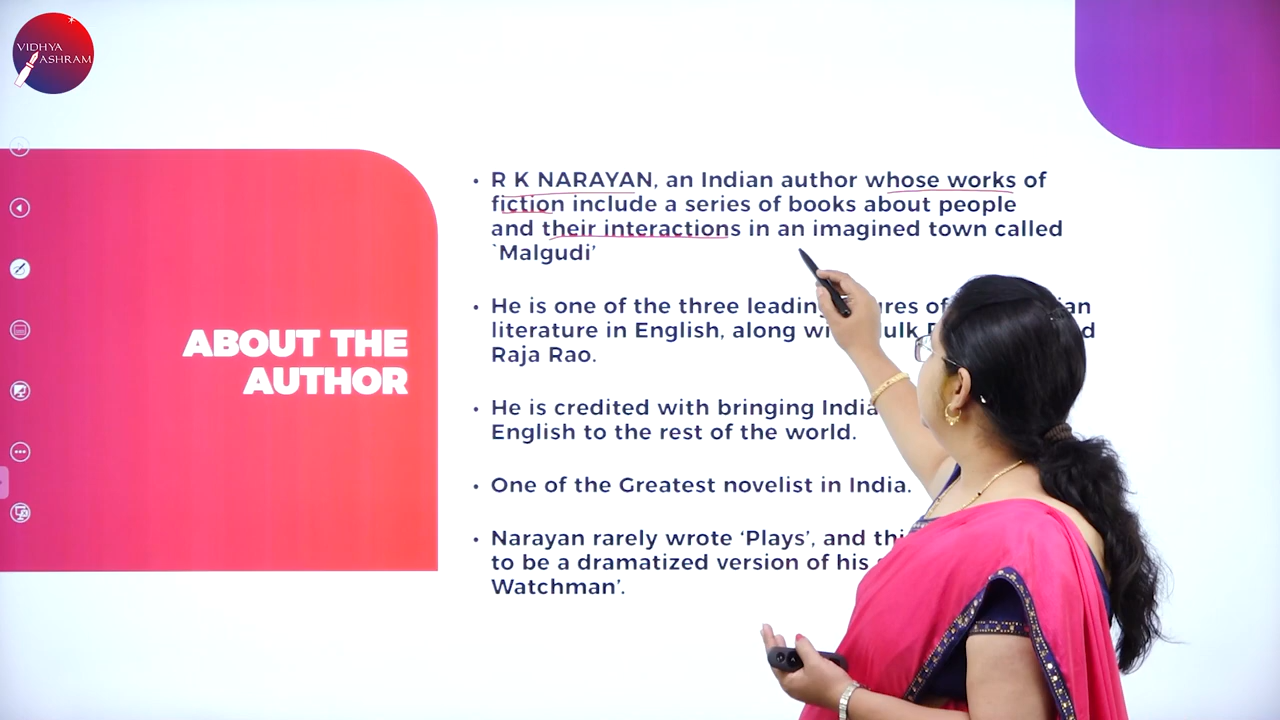 VIDHYA
ASHRAM
R K NARAYAN, an Indian author whose works of
fiction include a series of books about people
and their interactions in an imagined town called
`Malgudi'
ABOUT THE
AUTHOR
He is one of the three leading of
literature in English, along
Raja Rao.
He is credited with bringing
English to the rest of the world.
One of the Greatest novelist in India.
Narayan rarely wrote ‘Plays’, and
to be a dramatized version of his
Watchman’.